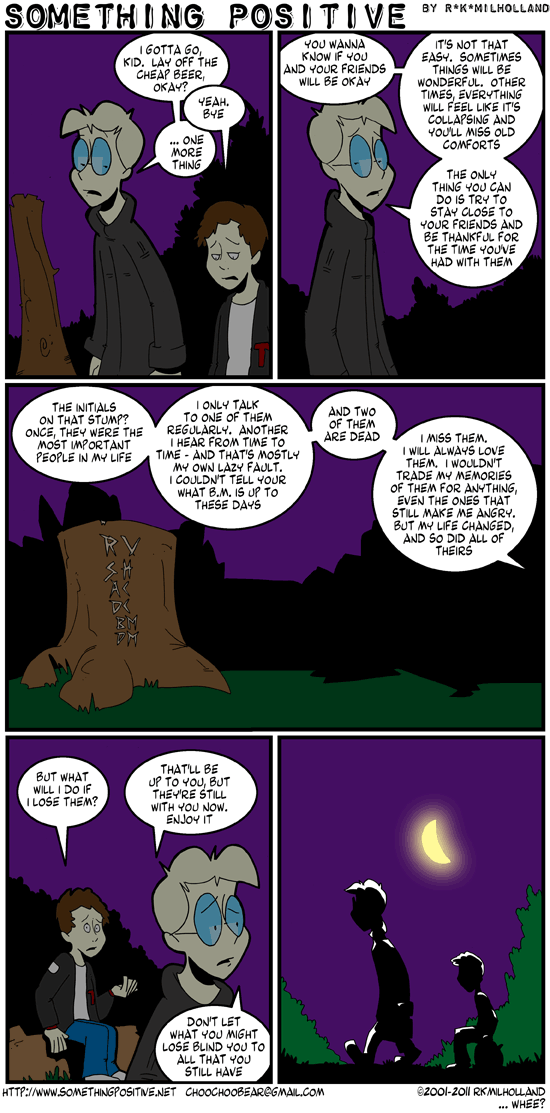 SOMETHING POSITIVE BY R*K*MILHOLLAND
I GOTTA GO,
KID. LAY OFF THE
CHEAP BEER,
OKAY?
YEAH.
BYE
... ONE
MORE
THING
YOU WANNA
KNOW IF YOU
AND YOUR FRIENDS
WILL BE OKAY
IT'S NOT THAT
EASY. SOMETIMES
THINGS WILL BE
WONDERFUL. OTHER
TIMES, EVERYTHING
WILL FEEL LIKE IT'S
COLLAPSING AND
YOU'LL MISS OLD
COMFORTS
THE ONLY
THING YOU CAN
DO IS TRY TO
STAY CLOSE TO
YOUR FRIENDS AND
BE THANKFUL FOR
THE TIME YOU'VE
HAD WITH THEM
T
THE INITIALS
ON THAT STUMP?
ONCE, THEY WERE THE
MOST IMPORTANT
PEOPLE IN MY LIFE
I ONLY TALK
TO ONE OF THEM
REGULARLY. ANOTHER
I HEAR FROM TIME TO
TIME - AND THAT'S MOSTLY
MY OWN LAZY FAULT.
I COULDN'T TELL YOUR
WHAT B.M. IS UP TO
THESE DAYS
AND TWO
OF THEM
ARE DEAD
I MISS THEM.
I WILL ALWAYS LOVE
THEM. I WOULDN'T
TRADE MY MEMORIES
OF THEM FOR ANYTHING,
EVEN THE ONES THAT
STILL MAKE ME ANGRY.
BUT MY LIFE CHANGED,
AND SO DID ALL OF
THEIRS
RV
SH
AC
DC
BM
DM
BUT WHAT
WILL I DO IF
I LOSE THEM?
THAT'LL BE
UP TO YOU, BUT
THEY'RE STILL
WITH YOU NOW.
ENJOY IT
DON'T LET
WHAT YOU MIGHT
LOSE BLIND YOU TO
ALL THAT YOU
STILL HAVE
HTTP://WWW.SOMETHINGPOSITIVE.NET CHOOCHOOBEAR@GMAIL.COM
©2001-2011 RKMILHOLLAND
... WHEE?